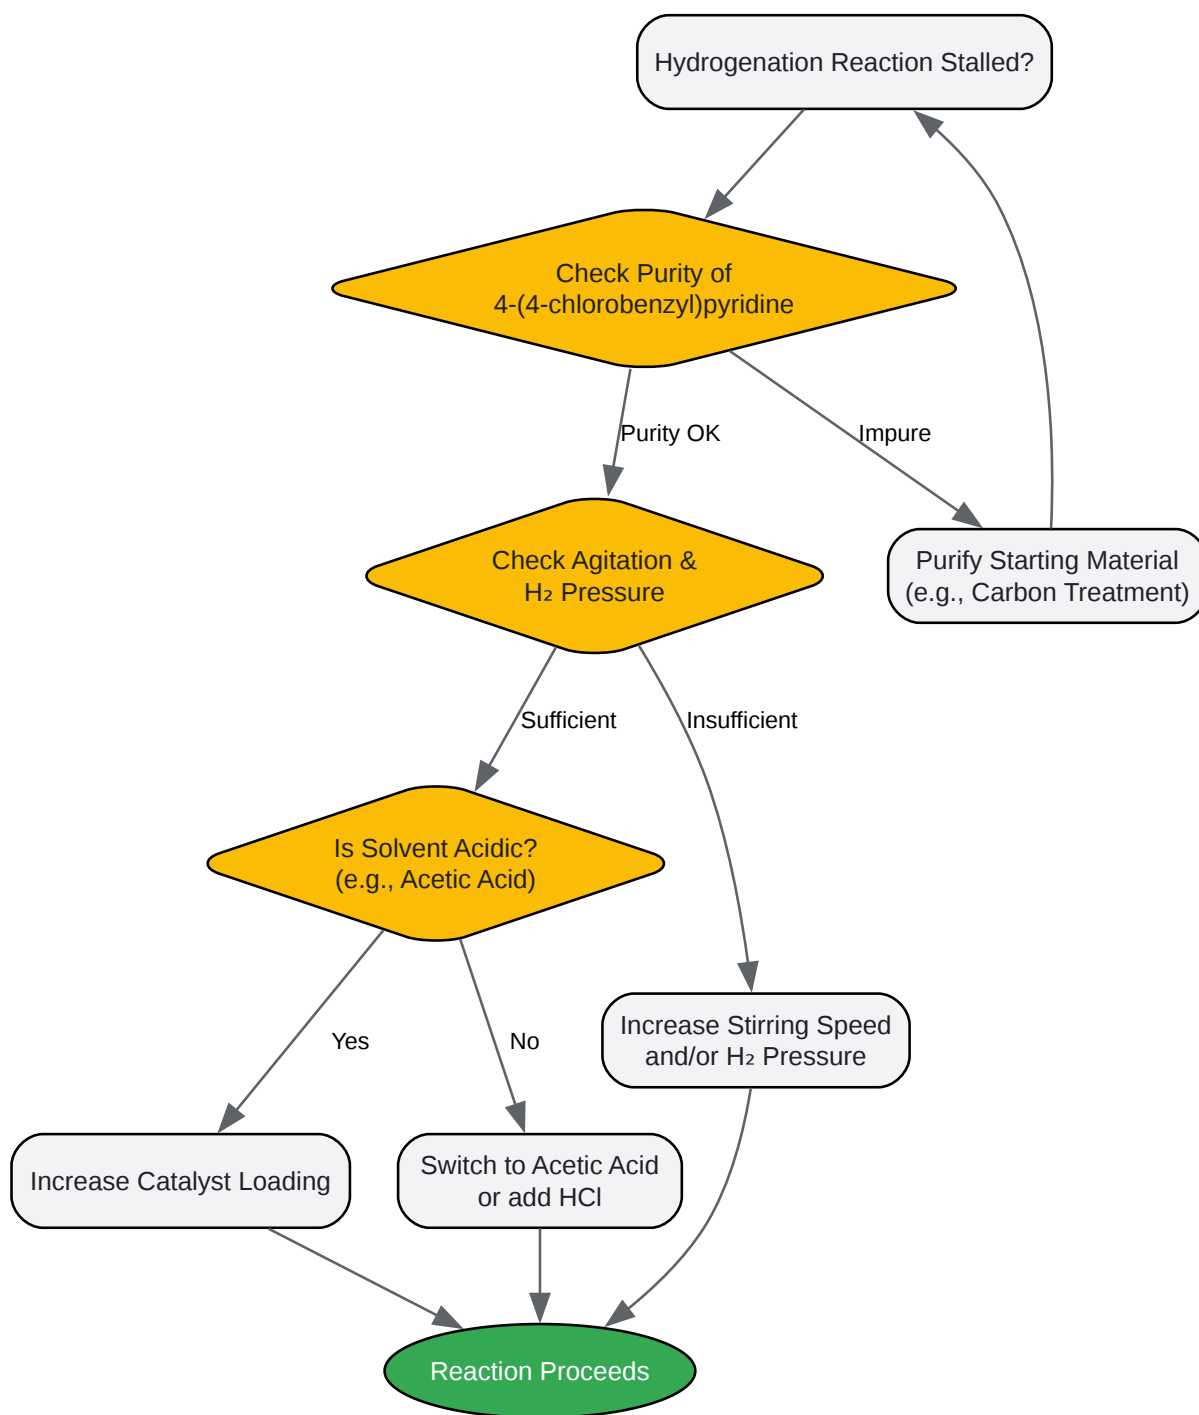 Hydrogenation Reaction Stalled?
Check Purity of
4-(4-chlorobenzyl)pyridine
Purity OK
Impure
Check Agitation &
H₂ Pressure
Purify Starting Material
(e.g., Carbon Treatment)
Sufficient
Insufficient
Is Solvent Acidic?
(e.g., Acetic Acid)
Increase Stirring Speed
and/or H₂ Pressure
Yes
No
Increase Catalyst Loading
Switch to Acetic Acid
or add HCl
Reaction Proceeds